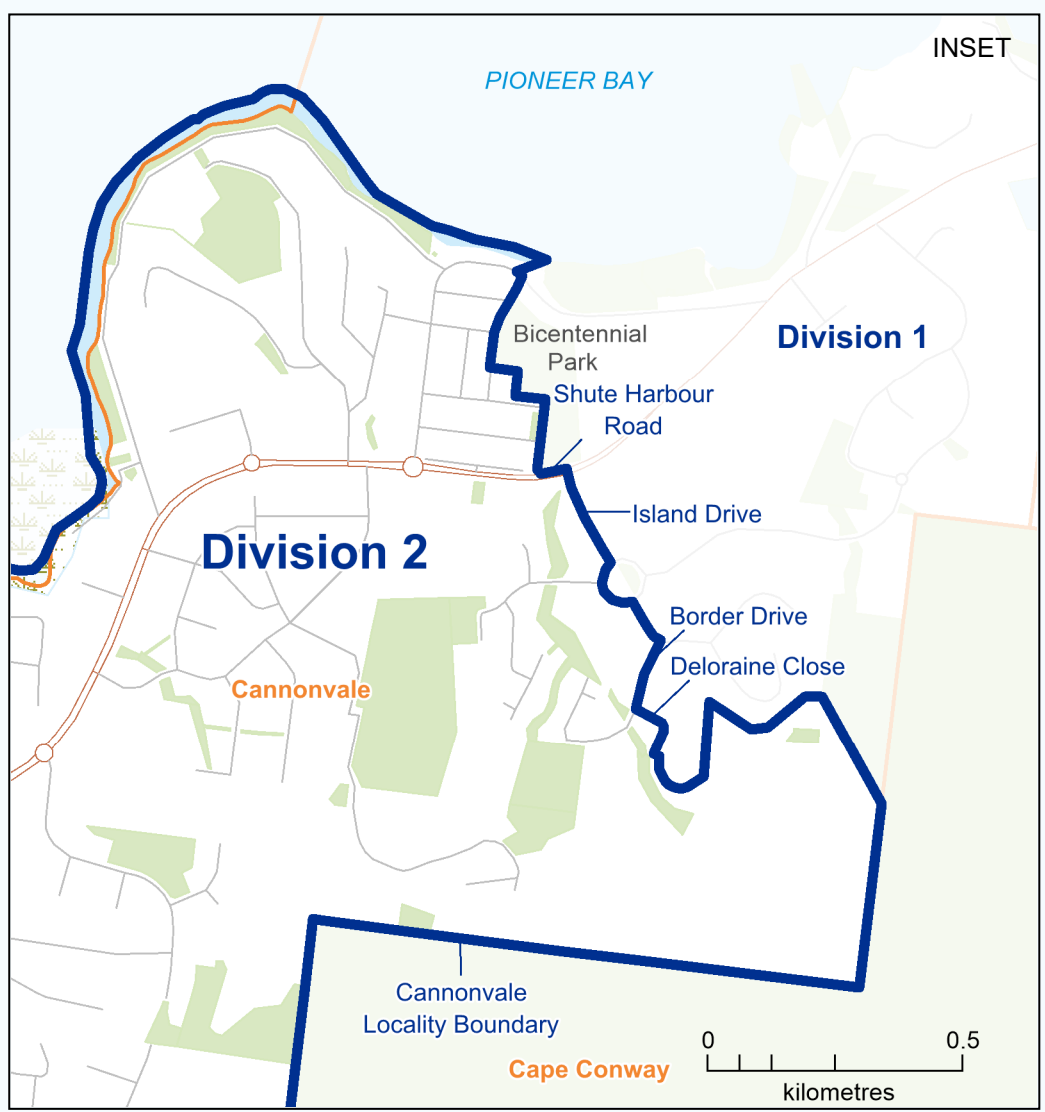 INSET
PIONEER BAY
Bicentennial
Park
Division 1
Shute Harbour
Road
Island Drive
Division 2
Border Drive
Deloraine Close
Cannonvale
Cannonvale
Locality Boundary
Cape Conway
0 0.5
kilometres